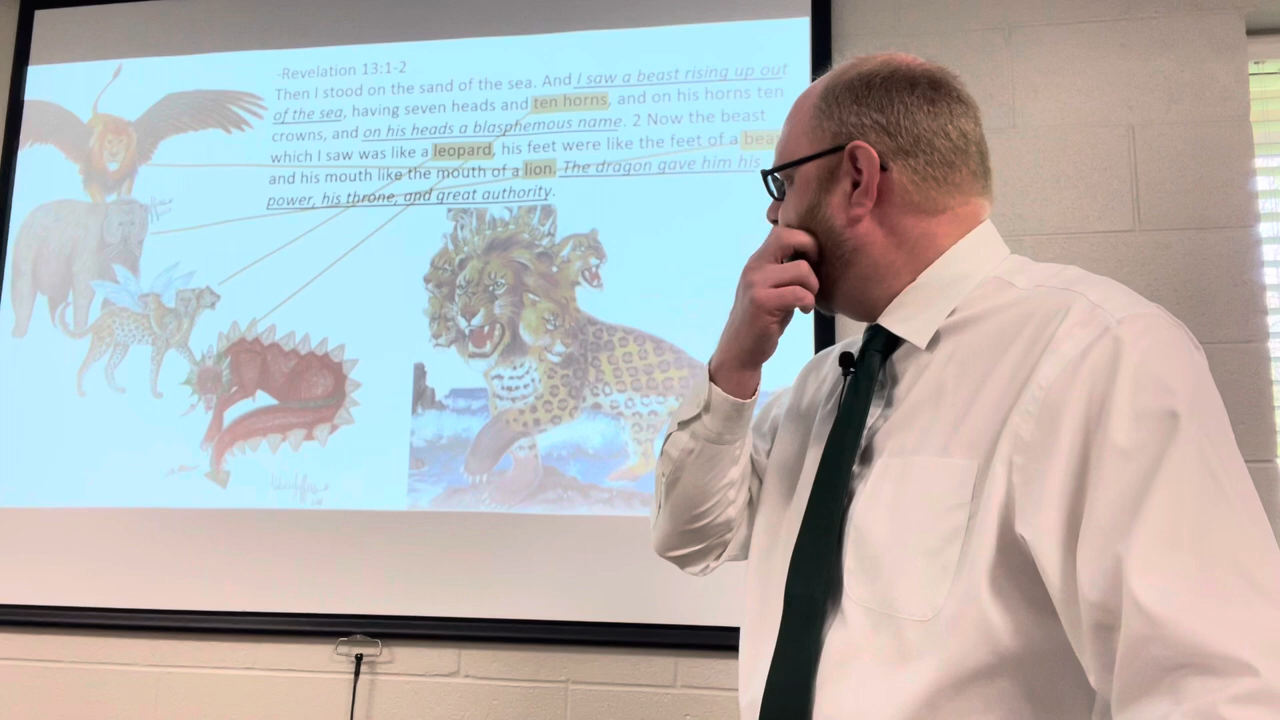 -Revelation 13:1-2
Then I stood on the sand of the sea. And I saw a beast rising up out
of the sea, having seven heads and ten horns, and on his horns ten
crowns, and on his heads a blasphemous name. 2 Now the beast
which I saw was like a leopard, his feet were like the feet of a bea
and his mouth like the mouth of a lion. The dragon gave him his
power, his throne, and great authority.